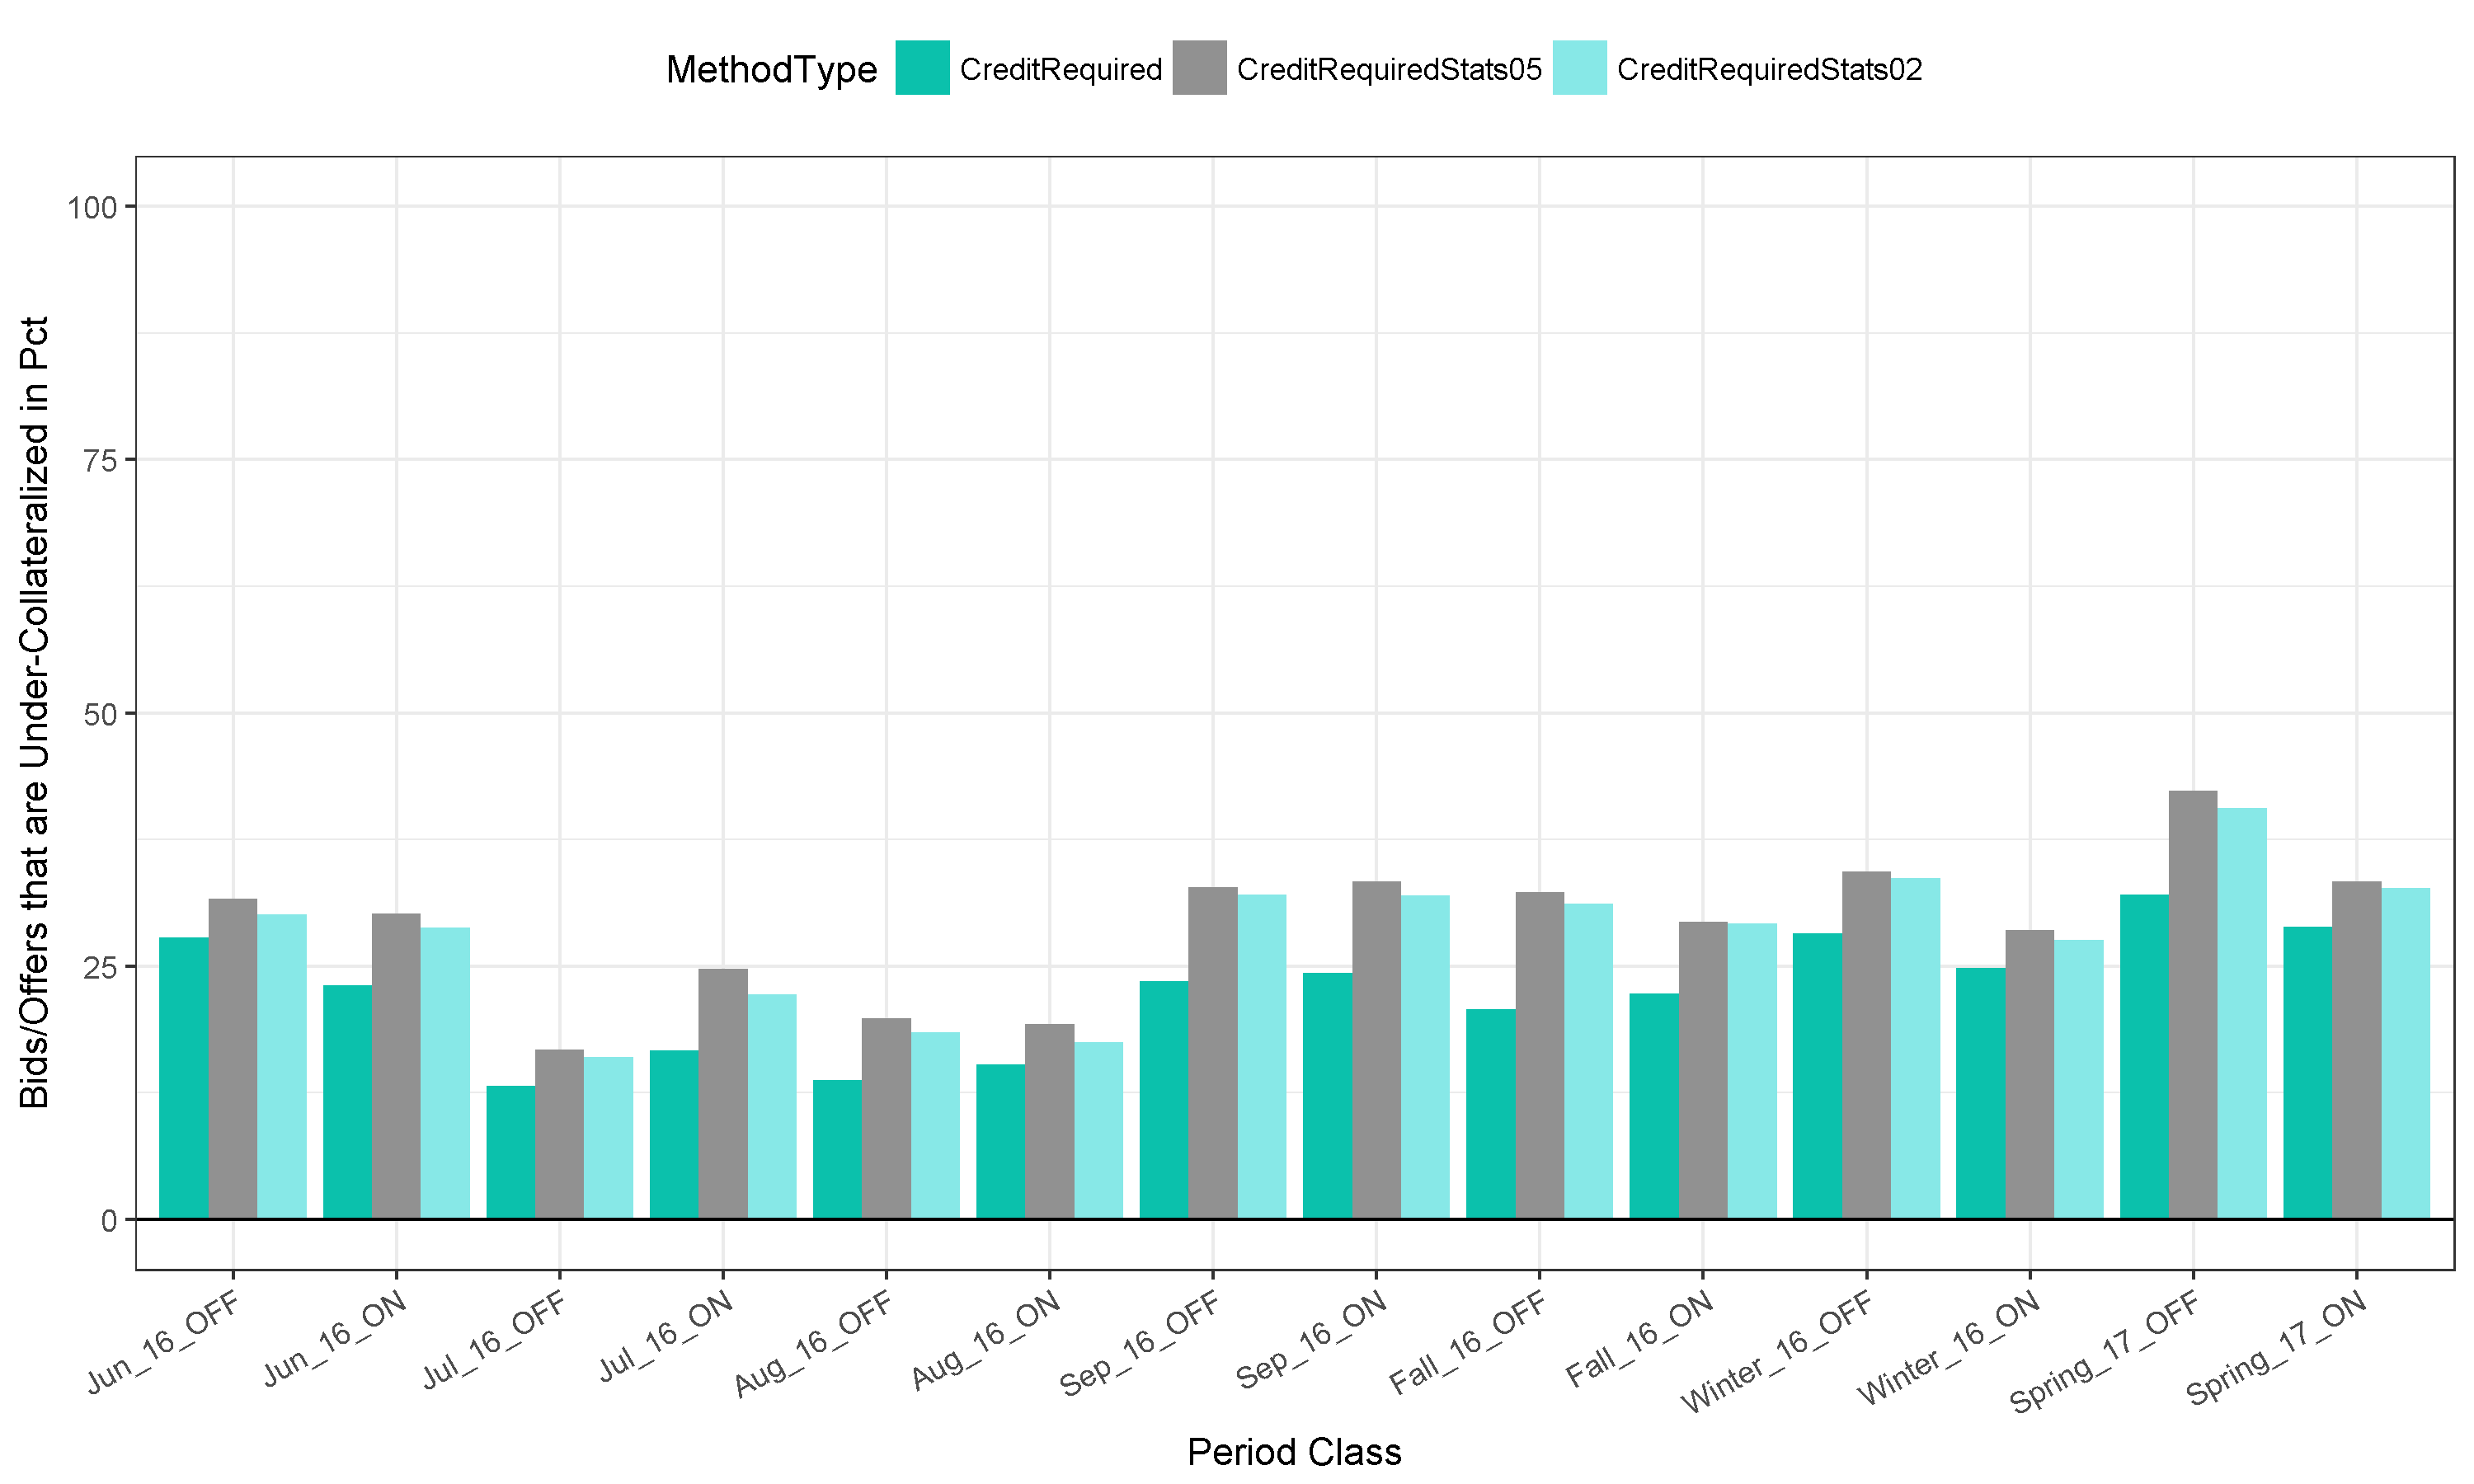 MethodType CreditRequired CreditRequiredStats05 CreditRequiredStats02
Bids/Offers that are Under-Collateralized in Pct
100
75
50
25
0
Jun_16_OFF
Jun_16_ON
Jul_16_OFF
Jul_16_ON
Aug_16_OFF
Aug_16_ON
Sep_16_OFF
Sep_16_ON
Fall_16_OFF
Fall_16_ON
Winter_16_OFF
Winter_16_ON
Spring_17_OFF
Spring_17_ON
Period Class